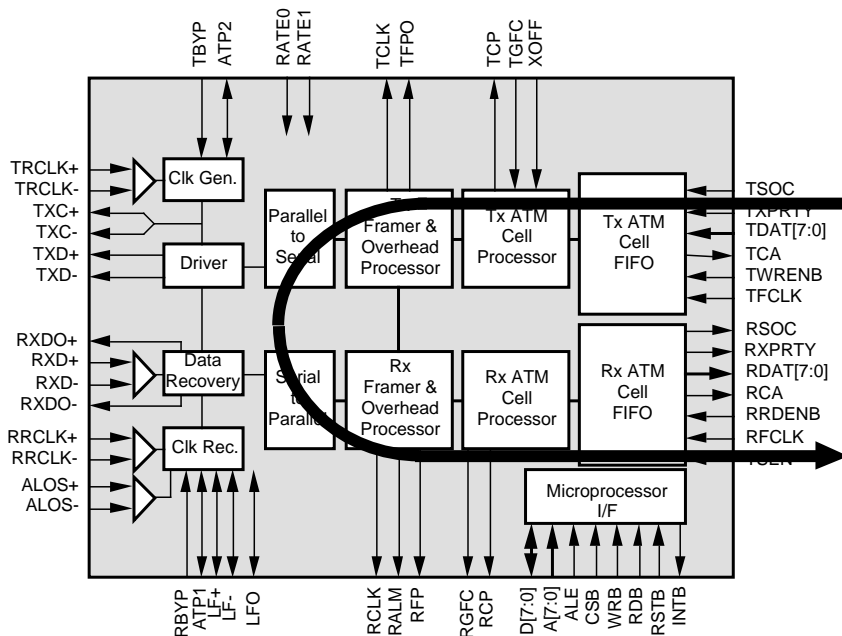 TBYP
ATP2
RATE0
RATE1
TCLK
TFPO
TCP
TGFC
XOFF
TRCLK+
TRCLK-
TXC+
TXC-
TXD+
TXD-
RXDO+
RXD+
RXD-
RXDO-
RRCLK+
RRCLK-
ALOS+
ALOS-
Clk Gen.
Driver
Data
Recovery
Clk Rec.
Parallel
to
Serial
Serial
to
Parallel
Framer &
Overhead
Processor
Rx
Framer &
Overhead
Processor
Tx ATM
Cell
Processor
Rx ATM
Cell
Processor
Tx ATM
Cell
FIFO
Rx ATM
Cell
FIFO
Microprocessor
I/F
TSOC
TXPRTY
TDAT[7:0]
TCA
TWRENB
TFCLK
RSOC
RXPRTY
RDAT[7:0]
RCA
RRDENB
RFCLK
RBYP
ATP1
LF+
LF-
LFO
RCLK
RALM
RFP
RGFC
RCP
D[7:0]
A[7:0]
ALE
CSB
WRB
RDB
RSTB
INTB